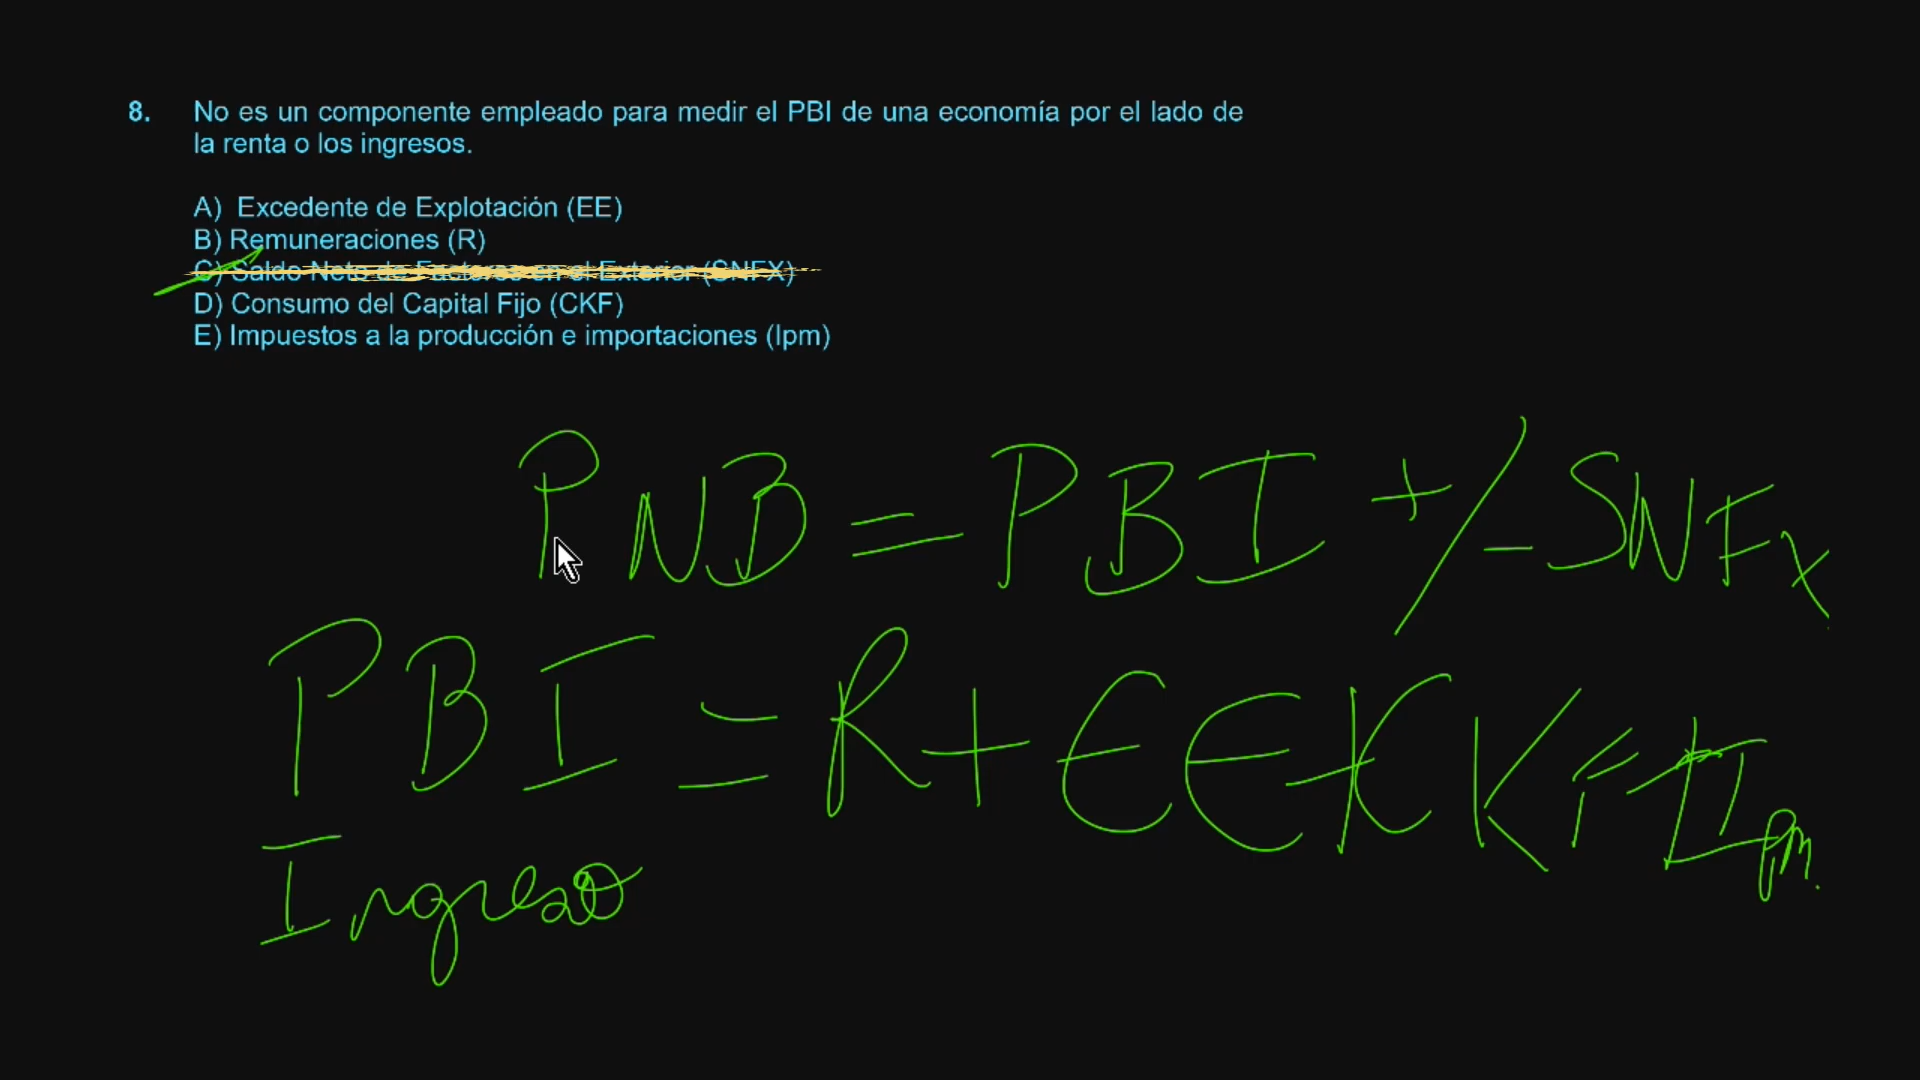 8. No es un componente empleado para medir el PBI de una economía por el lado de
la renta o los ingresos.
A) Excedente de Explotación (EE)
B) Remuneraciones (R)
C) Saldo Neto de Factores en el Exterior (SNFX)
D) Consumo del Capital Fijo (CKF)
E) Impuestos a la producción e importaciones (Ipm)
PNB = PBI +/- SNFx
PBI = R + EE + CKF + Ipm.
Ingreso